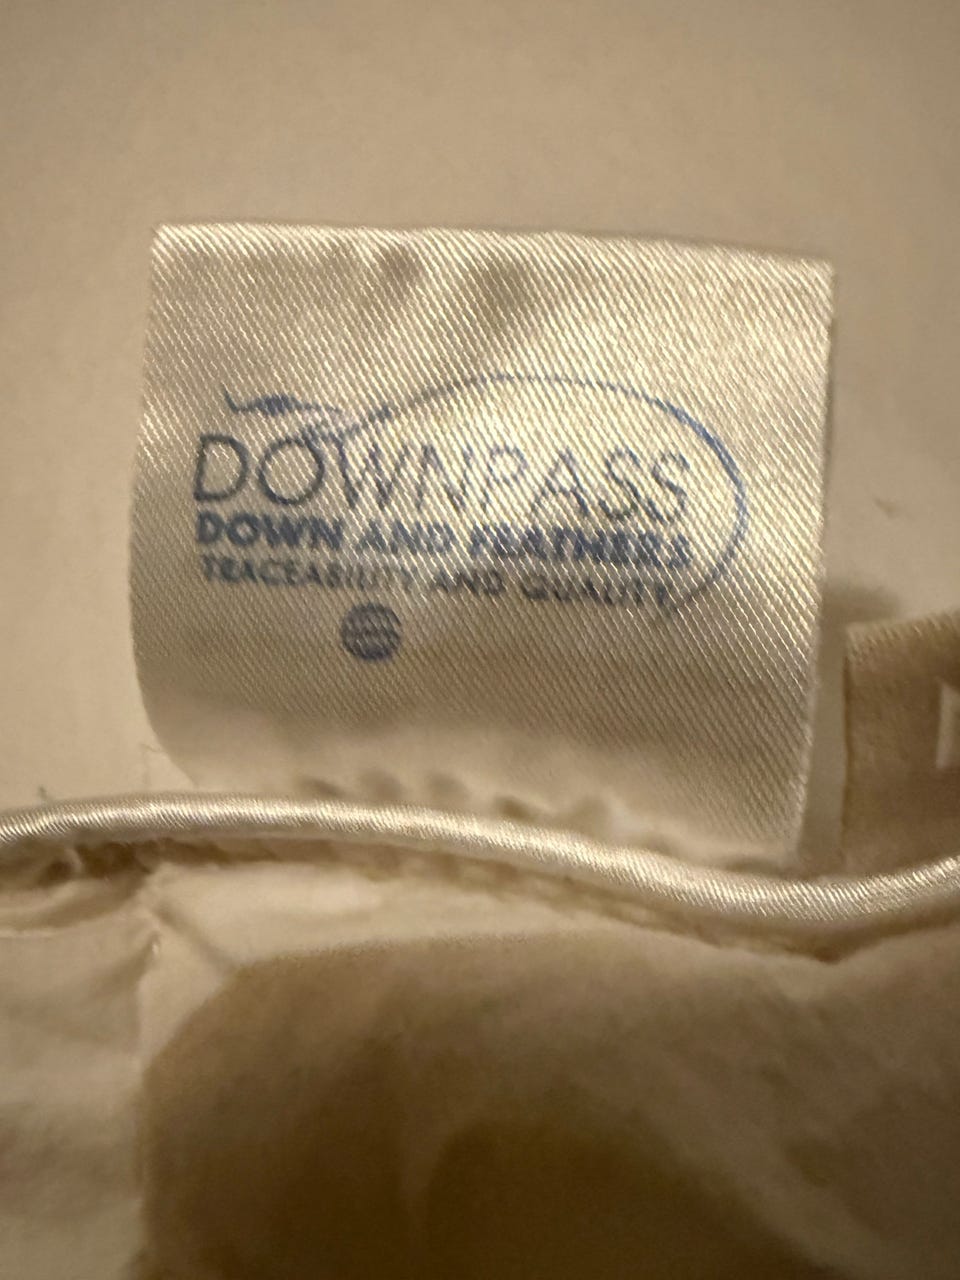 DOWNPASS
DOWN AND FEATHERS
TRACEABILITY AND QUALITY